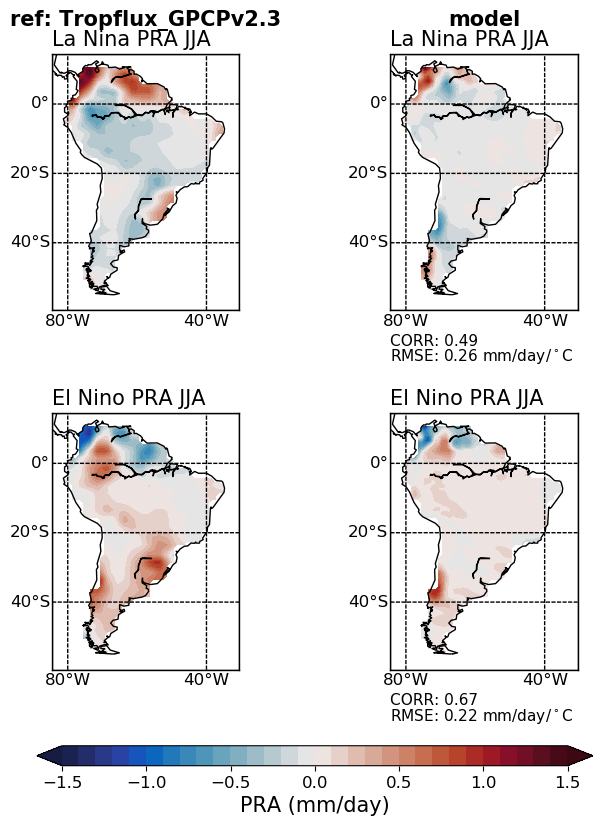 ref: Tropflux_GPCPv2.3 model
La Nina PRA JJA La Nina PRA JJA
0° 0°
20°S 20°S
40°S 40°S
80°W 40°W 80°W 40°W
CORR: 0.49
RMSE: 0.26 mm/day/°C
El Nino PRA JJA El Nino PRA JJA
0° 0°
20°S 20°S
40°S 40°S
80°W 40°W 80°W 40°W
CORR: 0.67
RMSE: 0.22 mm/day/°C
−1.5 −1.0 −0.5 0.0 0.5 1.0 1.5
PRA (mm/day)